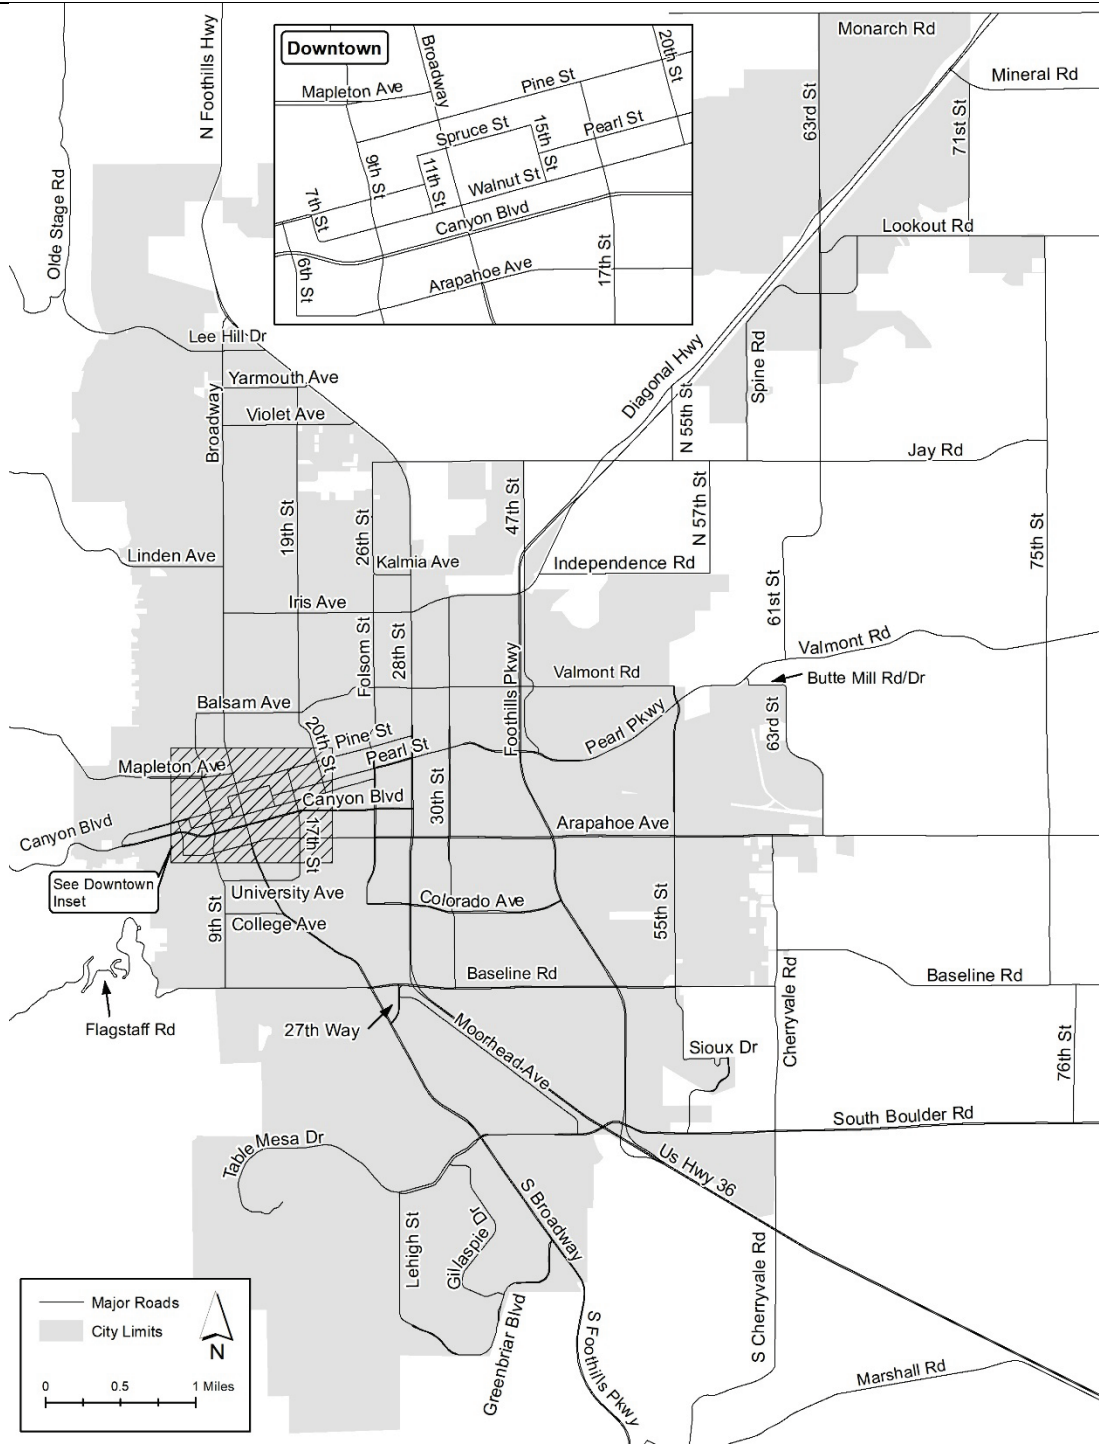 Downtown
Broadway
20th St
Mapleton Ave
Pine St
Spruce St
15th St
Pearl St
9th St
11th St
Walnut St
7th St
Canyon Blvd
6th St
Arapahoe Ave
17th St
N Foothills Hwy
Olde Stage Rd
Monarch Rd
Mineral Rd
63rd St
71st St
Lookout Rd
Lee Hill Dr
Yarmouth Ave
Violet Ave
Broadway
Diagonal Hwy
N 55th St
Spine Rd
Jay Rd
19th St
26th St
47th St
N 57th St
75th St
Linden Ave
Kalmia Ave
Independence Rd
Iris Ave
61st St
Folsom St
28th St
Valmont Rd
Valmont Rd
Butte Mill Rd/Dr
Foothills Pkwy
Balsam Ave
20th St
Pine St
Pearl St
Pearl Pkwy
63rd St
Mapleton Ave
Canyon Blvd
30th St
Canyon Blvd
17th St
Arapahoe Ave
See Downtown
Inset
University Ave
9th St
College Ave
Colorado Ave
55th St
Baseline Rd
Baseline Rd
Cherryvale Rd
Flagstaff Rd
27th Way
Moorhead Ave
Sioux Dr
76th St
South Boulder Rd
Table Mesa Dr
Us Hwy 36
S Broadway
Lehigh St
Gillaspie Dr
S Cherryvale Rd
Greenbriar Blvd
S Foothills Pkwy
Marshall Rd
Major Roads
City Limits
N
0 0.5 1 Miles